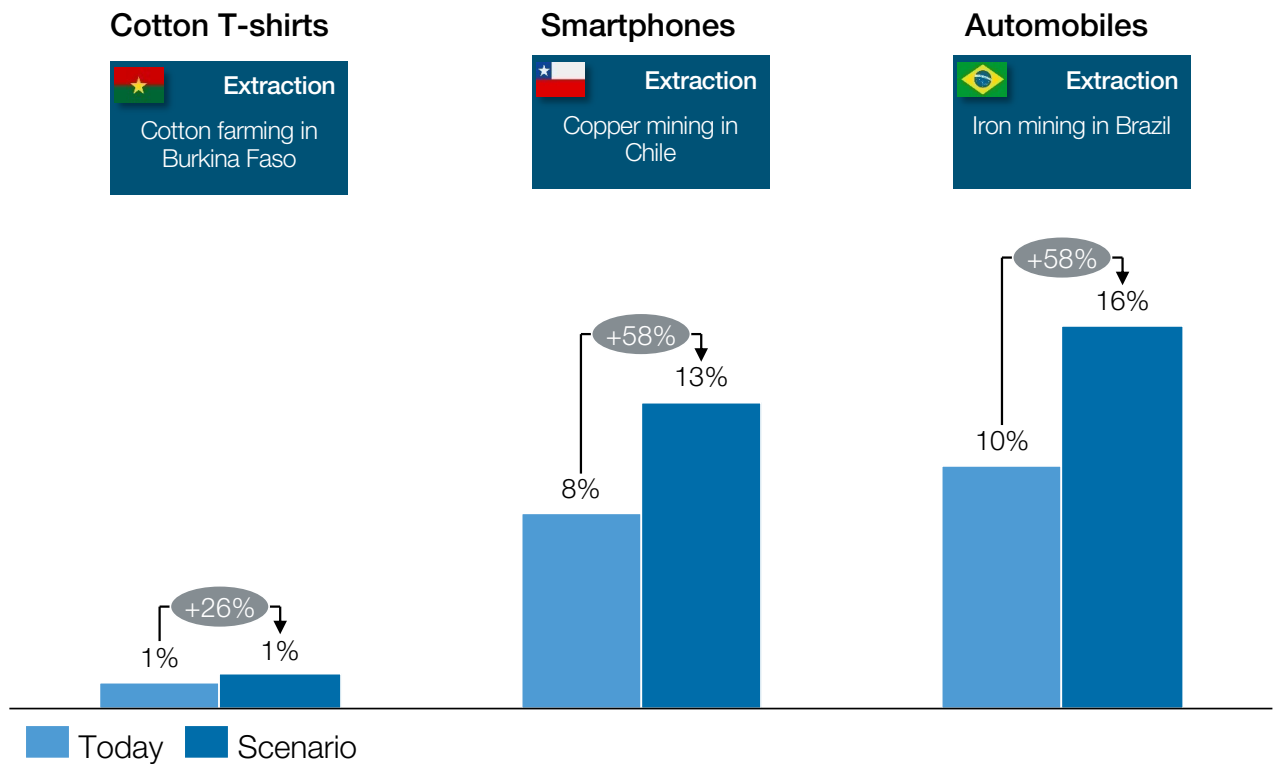 Cotton T-shirts
Smartphones
Automobiles
Extraction
Cotton farming in
Burkina Faso
Extraction
Copper mining in
Chile
Extraction
Iron mining in Brazil
+26%
1%
1%
+58%
8%
13%
+58%
10%
16%
Today
Scenario